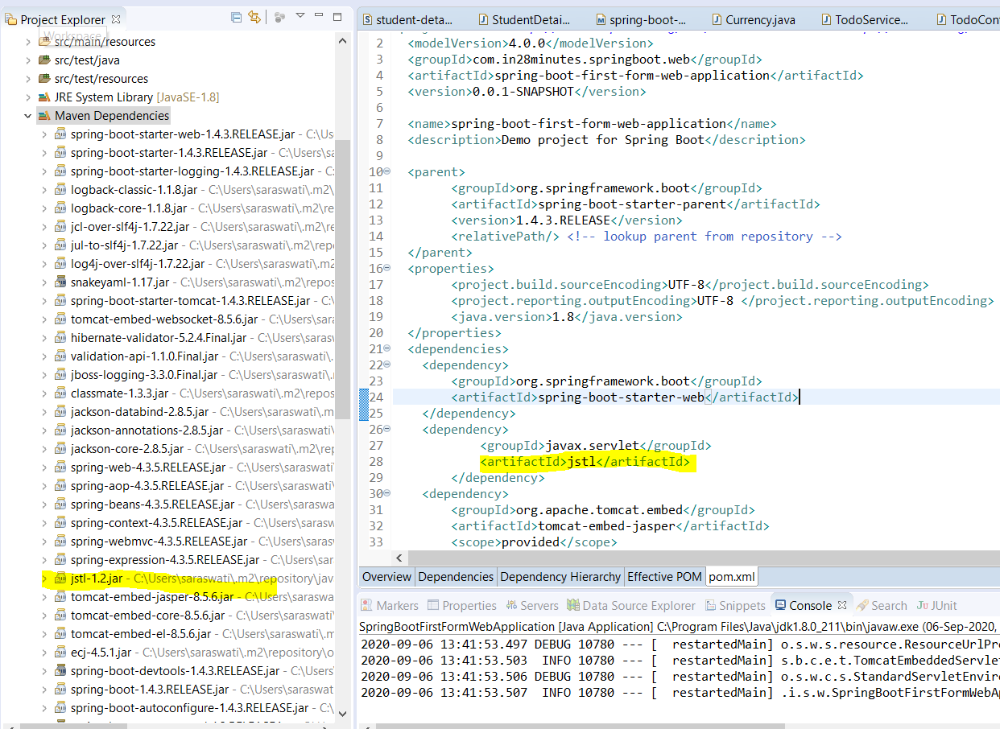 Project Explorer
Workspace
src/main/resources
src/test/java
src/test/resources
JRE System Library [JavaSE-1.8]
Maven Dependencies
spring-boot-starter-web-1.4.3.RELEASE.jar - C:\Us
spring-boot-starter-1.4.3.RELEASE.jar - C:\Users\sa
spring-boot-starter-logging-1.4.3.RELEASE.jar - C:
logback-classic-1.1.8.jar - C:\Users\saraswati\.m2\
logback-core-1.1.8.jar - C:\Users\saraswati\.m2\re
jcl-over-slf4j-1.7.22.jar - C:\Users\saraswati\.m2\r
jul-to-slf4j-1.7.22.jar - C:\Users\saraswati\.m2\repo
log4j-over-slf4j-1.7.22.jar - C:\Users\saraswati\.m2
snakeyaml-1.17.jar - C:\Users\saraswati\.m2\repos
spring-boot-starter-tomcat-1.4.3.RELEASE.jar - C:\
tomcat-embed-websocket-8.5.6.jar - C:\Users\sara
hibernate-validator-5.2.4.Final.jar - C:\Users\sarasw
validation-api-1.1.0.Final.jar - C:\Users\saraswati\.
jboss-logging-3.3.0.Final.jar - C:\Users\saraswati\.
classmate-1.3.3.jar - C:\Users\saraswati\.m2\repos
jackson-databind-2.8.5.jar - C:\Users\saraswati\.m
jackson-annotations-2.8.5.jar - C:\Users\saraswati\
jackson-core-2.8.5.jar - C:\Users\saraswati\.m2\rep
spring-web-4.3.5.RELEASE.jar - C:\Users\saraswati\
spring-aop-4.3.5.RELEASE.jar - C:\Users\saraswati\
spring-beans-4.3.5.RELEASE.jar - C:\Users\saraswat
spring-context-4.3.5.RELEASE.jar - C:\Users\sarasw
spring-webmvc-4.3.5.RELEASE.jar - C:\Users\sarasw
spring-expression-4.3.5.RELEASE.jar - C:\Users\sara
jstl-1.2.jar - C:\Users\saraswati\.m2\repository\jav
tomcat-embed-jasper-8.5.6.jar - C:\Users\saraswa
tomcat-embed-core-8.5.6.jar - C:\Users\saraswati\
tomcat-embed-el-8.5.6.jar - C:\Users\saraswati\.m
ecj-4.5.1.jar - C:\Users\saraswati\.m2\repository\o
spring-boot-devtools-1.4.3.RELEASE.jar - C:\Users\
spring-boot-1.4.3.RELEASE.jar - C:\Users\saraswat
spring-boot-autoconfigure-1.4.3.RELEASE.jar - C:\
student-deta... StudentDetai... spring-boot-... Currency.java TodoService... TodoCont
2 <modelVersion>4.0.0</modelVersion>
3 <groupId>com.in28minutes.springboot.web</groupId>
4 <artifactId>spring-boot-first-form-web-application</artifactId>
5 <version>0.0.1-SNAPSHOT</version>
6
7 <name>spring-boot-first-form-web-application</name>
8 <description>Demo project for Spring Boot</description>
9
10 <parent>
11 <groupId>org.springframework.boot</groupId>
12 <artifactId>spring-boot-starter-parent</artifactId>
13 <version>1.4.3.RELEASE</version>
14 <relativePath/> <!-- lookup parent from repository -->
15 </parent>
16 <properties>
17 <project.build.sourceEncoding>UTF-8</project.build.sourceEncoding>
18 <project.reporting.outputEncoding>UTF-8 </project.reporting.outputEncoding>
19 <java.version>1.8</java.version>
20 </properties>
21 <dependencies>
22 <dependency>
23 <groupId>org.springframework.boot</groupId>
24 <artifactId>spring-boot-starter-web</artifactId>
25 </dependency>
26 <dependency>
27 <groupId>javax.servlet</groupId>
28 <artifactId>jstl</artifactId>
29 </dependency>
30 <dependency>
31 <groupId>org.apache.tomcat.embed</groupId>
32 <artifactId>tomcat-embed-jasper</artifactId>
33 <scope>provided</scope>
Overview Dependencies Dependency Hierarchy Effective POM pom.xml
Markers Properties Servers Data Source Explorer Snippets Console Search JUnit
SpringBootFirstFormWebApplication [Java Application] C:\Program Files\Java\jdk1.8.0_211\bin\javaw.exe (06-Sep-2020,
2020-09-06 13:41:53.497 DEBUG 10780 --- [ restartedMain] o.s.w.s.resource.ResourceUrlPro
2020-09-06 13:41:53.503 INFO 10780 --- [ restartedMain] s.b.c.e.t.TomcatEmbeddedServlet
2020-09-06 13:41:53.506 DEBUG 10780 --- [ restartedMain] o.s.w.c.s.StandardServletEnviro
2020-09-06 13:41:53.507 INFO 10780 --- [ restartedMain] .i.s.w.SpringBootFirstFormWebAp